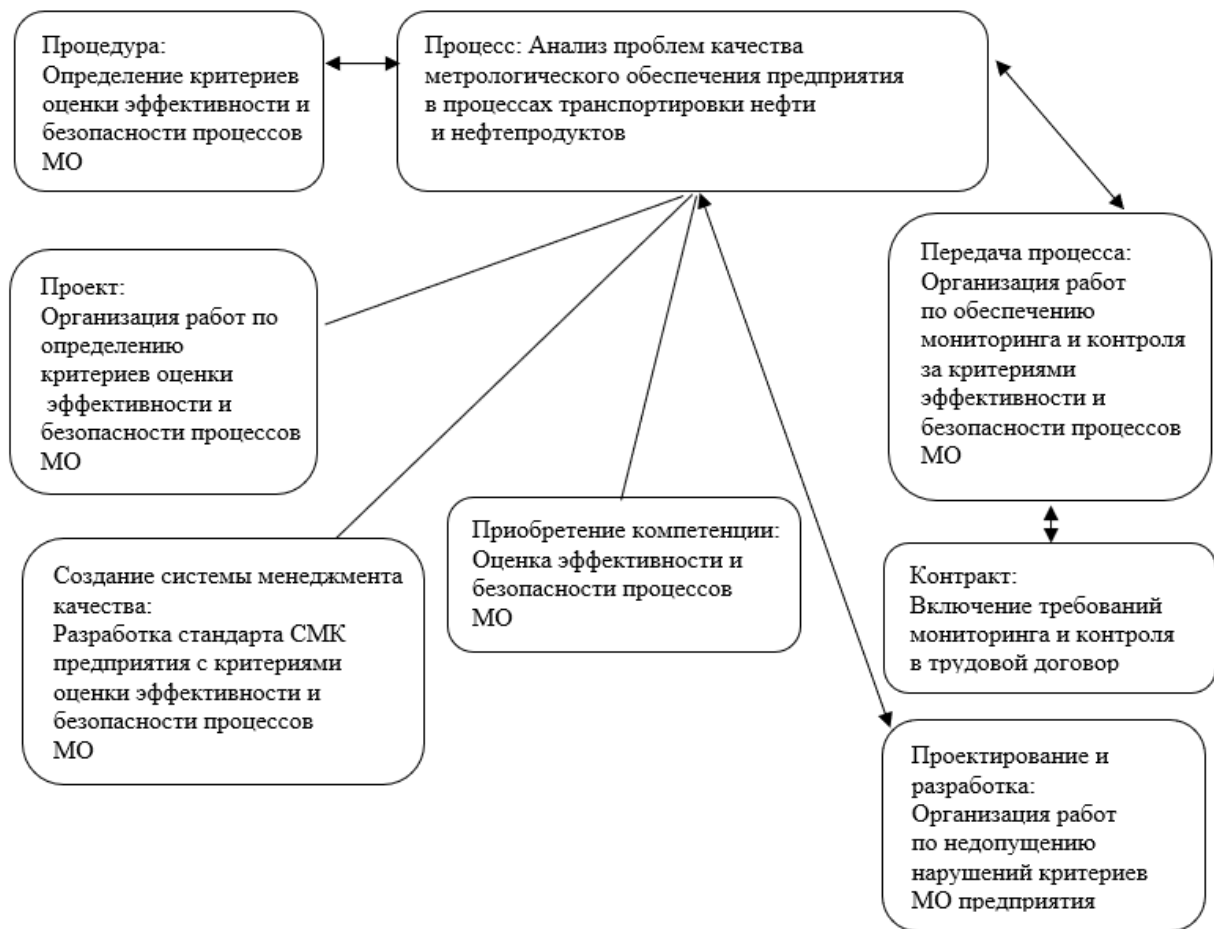 Процедура:
Определение критериев
оценки эффективности и
безопасности процессов
МО
Процесс: Анализ проблем качества
метрологического обеспечения предприятия
в процессах транспортировки нефти
и нефтепродуктов
Проект:
Организация работ по
определению
критериев оценки
эффективности и
безопасности процессов
МО
Передача процесса:
Организация работ
по обеспечению
мониторинга и контроля
за критериями
эффективности и
безопасности процессов
МО
Создание системы менеджмента
качества:
Разработка стандарта СМК
предприятия с критериями
оценки эффективности и
безопасности процессов
МО
Приобретение компетенции:
Оценка эффективности и
безопасности процессов
МО
Контракт:
Включение требований
мониторинга и контроля
в трудовой договор
Проектирование и
разработка:
Организация работ
по недопущению
нарушений критериев
МО предприятия